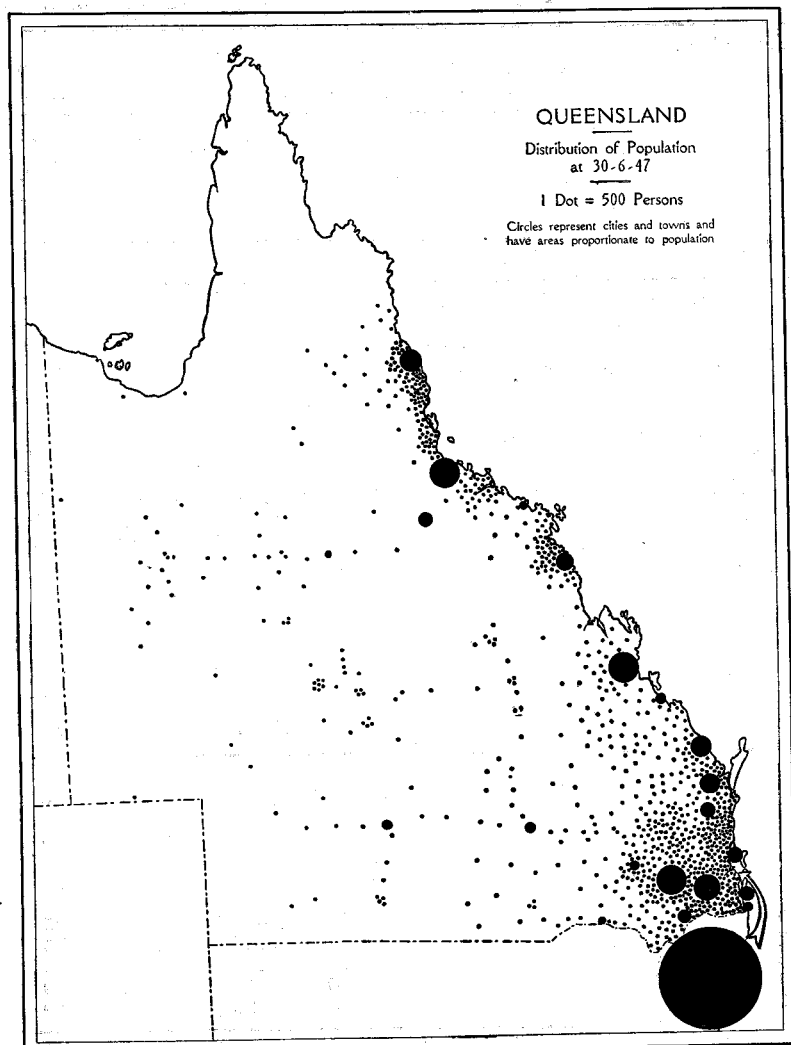 QUEENSLAND
Distribution of Population
at 30-6-47
1 Dot = 500 Persons
Circles represent cities and towns and
have areas proportionate to population